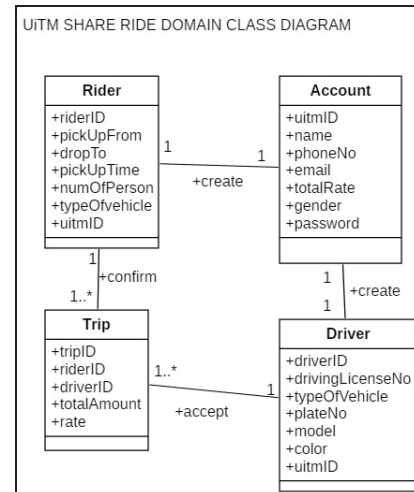 UiTM SHARE RIDE DOMAIN CLASS DIAGRAM
Rider
+riderID
+pickUpFrom
+dropTo
+pickUpTime
+numOfPerson
+typeOfvehicle
+uitmID
1
1
+create
Account
+uitmID
+name
+phoneNo
+email
+totalRate
+gender
+password
1
+confirm
1..*
1
+create
1
Trip
+tripID
+riderID
+driverID
+totalAmount
+rate
1..*
1
+accept
Driver
+driverID
+drivingLicenseNo
+typeOfVehicle
+plateNo
+model
+color
+uitmID